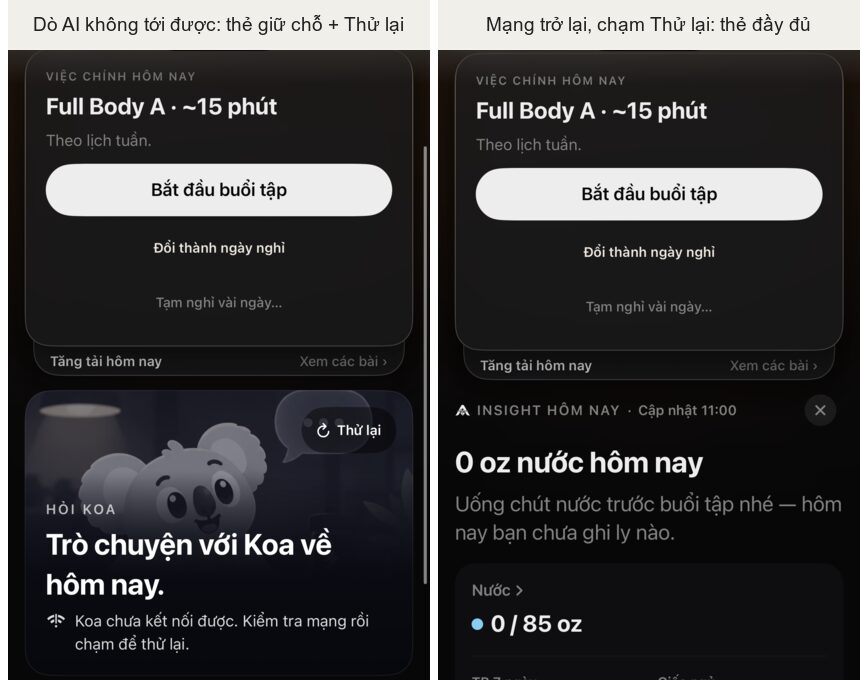 Dò AI không tới được: thẻ giữ chỗ + Thử lại
VIỆC CHÍNH HÔM NAY
Full Body A · ~15 phút
Theo lịch tuần.
Bắt đầu buổi tập
Đổi thành ngày nghỉ
Tạm nghỉ vài ngày...
Tăng tải hôm nay
Xem các bài ›
Thử lại
HỎI KOA
Trò chuyện với Koa về
hôm nay.
Koa chưa kết nối được. Kiểm tra mạng rồi
chạm để thử lại.
Mạng trở lại, chạm Thử lại: thẻ đầy đủ
VIỆC CHÍNH HÔM NAY
Full Body A · ~15 phút
Theo lịch tuần.
Bắt đầu buổi tập
Đổi thành ngày nghỉ
Tạm nghỉ vài ngày...
Tăng tải hôm nay
Xem các bài ›
INSIGHT HÔM NAY · Cập nhật 11:00
0 oz nước hôm nay
Uống chút nước trước buổi tập nhé — hôm
nay bạn chưa ghi ly nào.
Nước >
0 / 85 oz